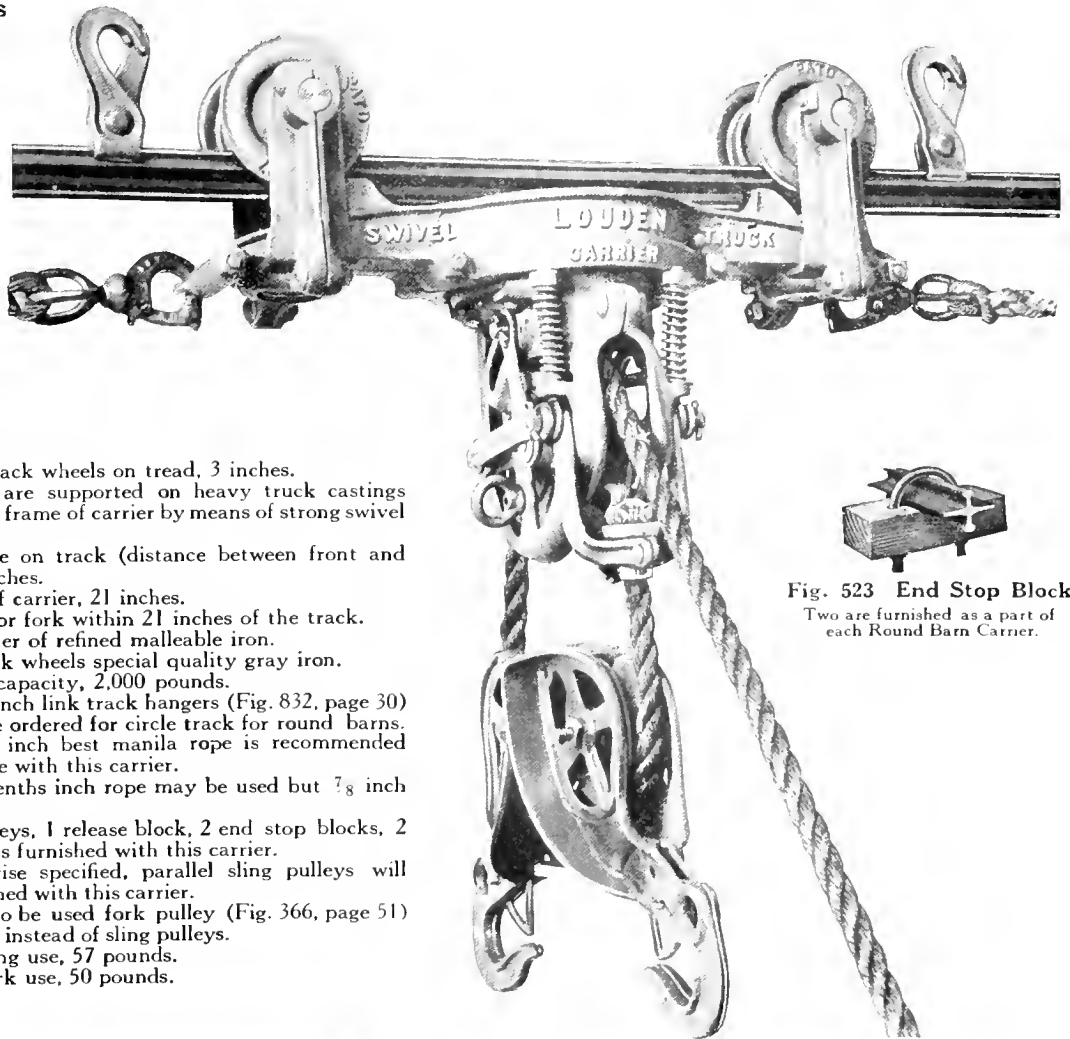 s
PATD
PATD
SWIVEL LOUDEN TRUCK
CARRIER
ack wheels on tread, 3 inches.
are supported on heavy truck castings
frame of carrier by means of strong swivel
e on track (distance between front and
ches.
f carrier, 21 inches.
or fork within 21 inches of the track.
er of refined malleable iron.
k wheels special quality gray iron.
capacity, 2,000 pounds.
nch link track hangers (Fig. 832, page 30)
e ordered for circle track for round barns.
inch best manila rope is recommended
e with this carrier.
enths inch rope may be used but 7/8 inch
eys, 1 release block, 2 end stop blocks, 2
s furnished with this carrier.
ise specified, parallel sling pulleys will
ned with this carrier.
o be used fork pulley (Fig. 366, page 51)
instead of sling pulleys.
ng use, 57 pounds.
rk use, 50 pounds.
Fig. 523 End Stop Block
Two are furnished as a part of
each Round Barn Carrier.